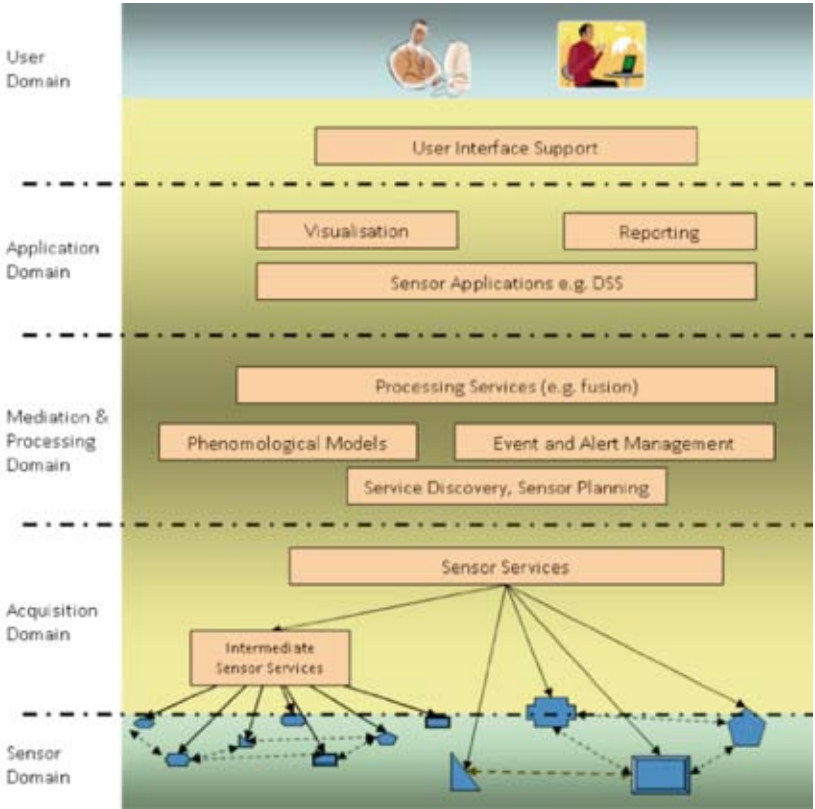 User
Domain
User Interface Support
Application
Domain
Visualisation
Reporting
Sensor Applications e.g. DSS
Mediation &
Processing
Domain
Processing Services (e.g. fusion)
Phenomological Models
Event and Alert Management
Service Discovery, Sensor Planning
Acquisition
Domain
Sensor Services
Intermediate
Sensor Services
Sensor
Domain